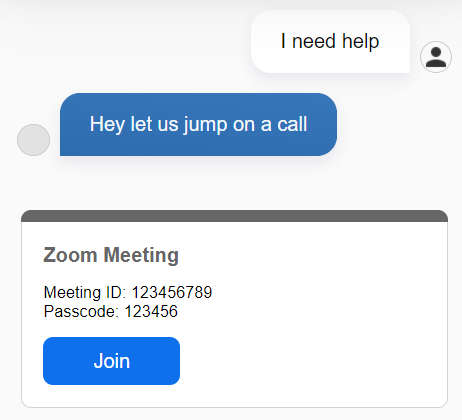 I need help
Hey let us jump on a call
Zoom Meeting
Meeting ID: 123456789
Passcode: 123456
Join